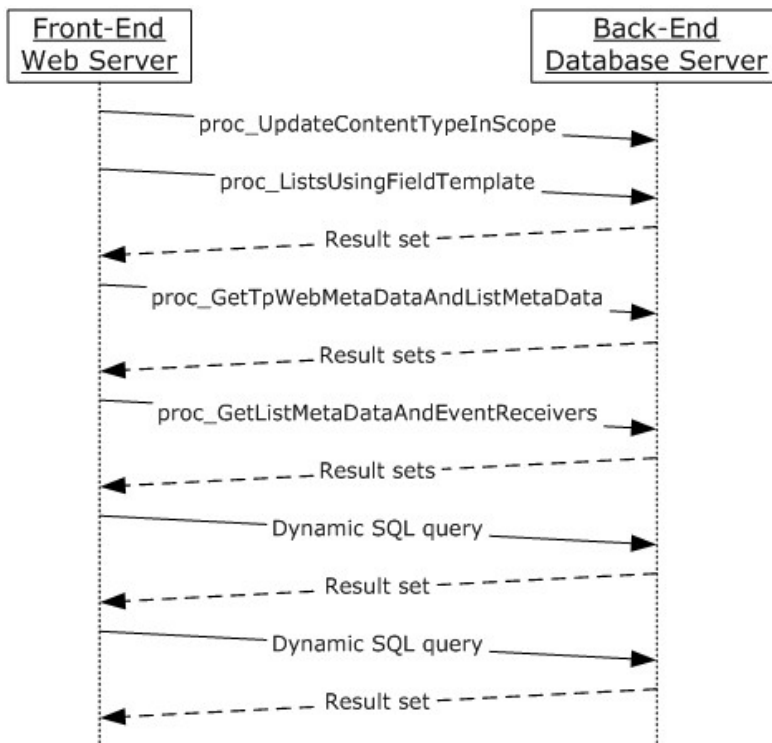 Front-End
Web Server
Back-End
Database Server
proc_UpdateContentTypeInScope
proc_ListsUsingFieldTemplate
Result set
proc_GetTpWebMetaDataAndListMetaData
Result sets
proc_GetListMetaDataAndEventReceivers
Result sets
Dynamic SQL query
Result set
Dynamic SQL query
Result set